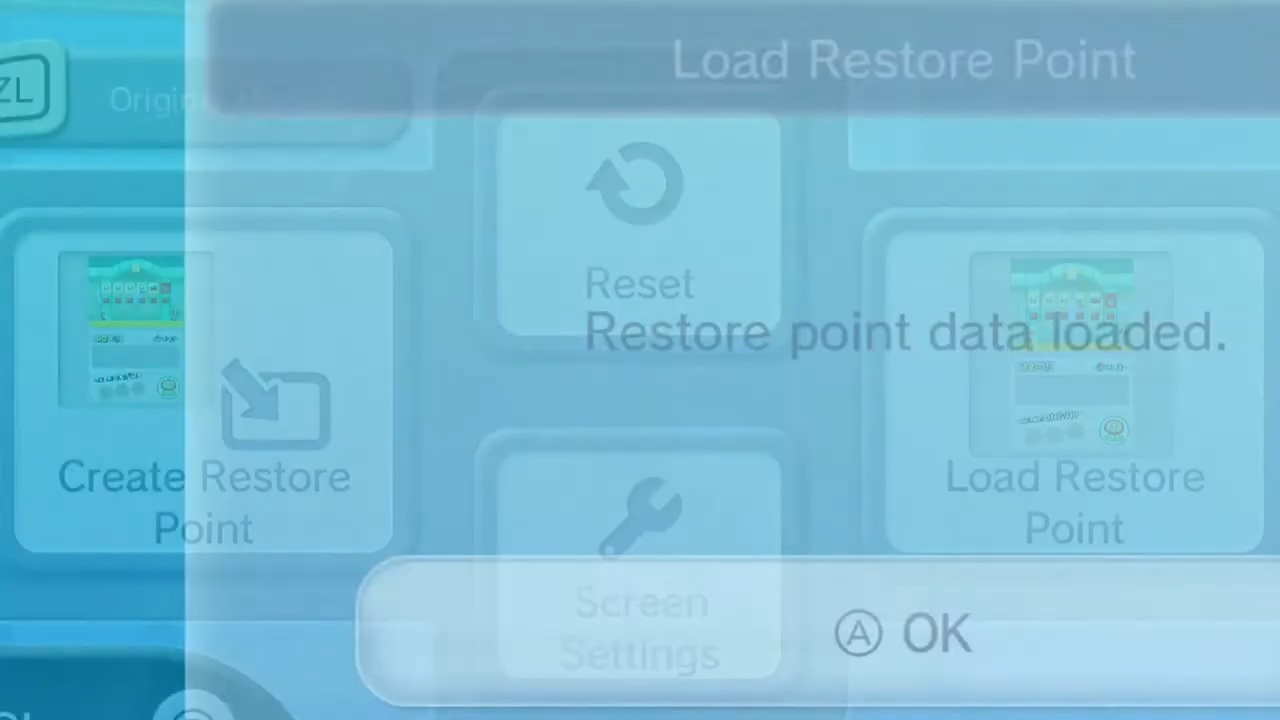 Load Restore Point
ZL
Reset
Restore point data loaded.
Create Restore
Point
Load Restore
Point
Screen
Settings
Ⓐ OK